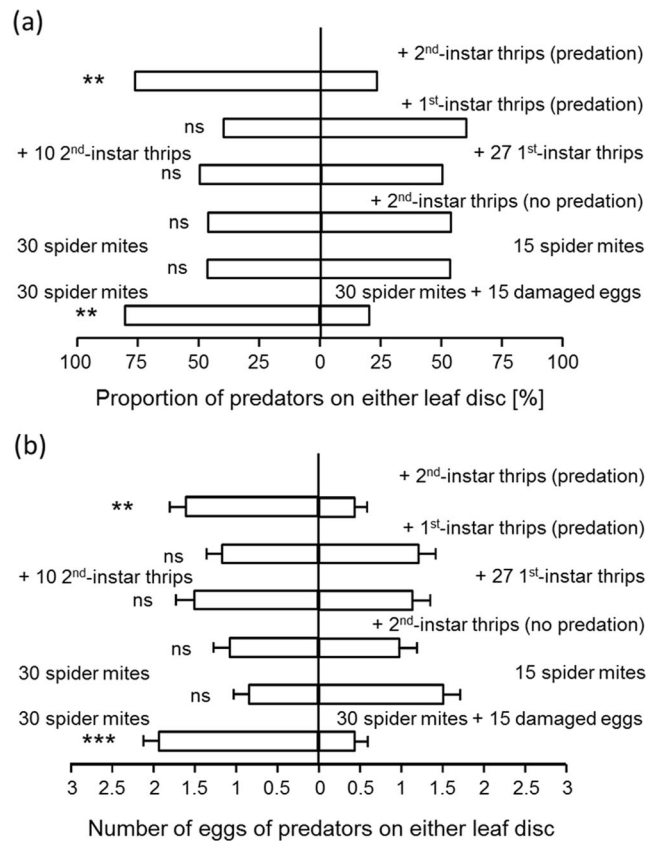 (a)
+ 2nd-instar thrips (predation)
**
+ 1st-instar thrips (predation)
ns
+ 10 2nd-instar thrips + 27 1st-instar thrips
ns
+ 2nd-instar thrips (no predation)
ns
30 spider mites 15 spider mites
ns
30 spider mites 30 spider mites + 15 damaged eggs
**
100 75 50 25 0 25 50 75 100
Proportion of predators on either leaf disc [%]
(b)
+ 2nd-instar thrips (predation)
**
+ 1st-instar thrips (predation)
ns
+ 10 2nd-instar thrips + 27 1st-instar thrips
ns
+ 2nd-instar thrips (no predation)
ns
30 spider mites 15 spider mites
ns
30 spider mites 30 spider mites + 15 damaged eggs
***
3 2.5 2 1.5 1 0.5 0 0.5 1 1.5 2 2.5 3
Number of eggs of predators on either leaf disc